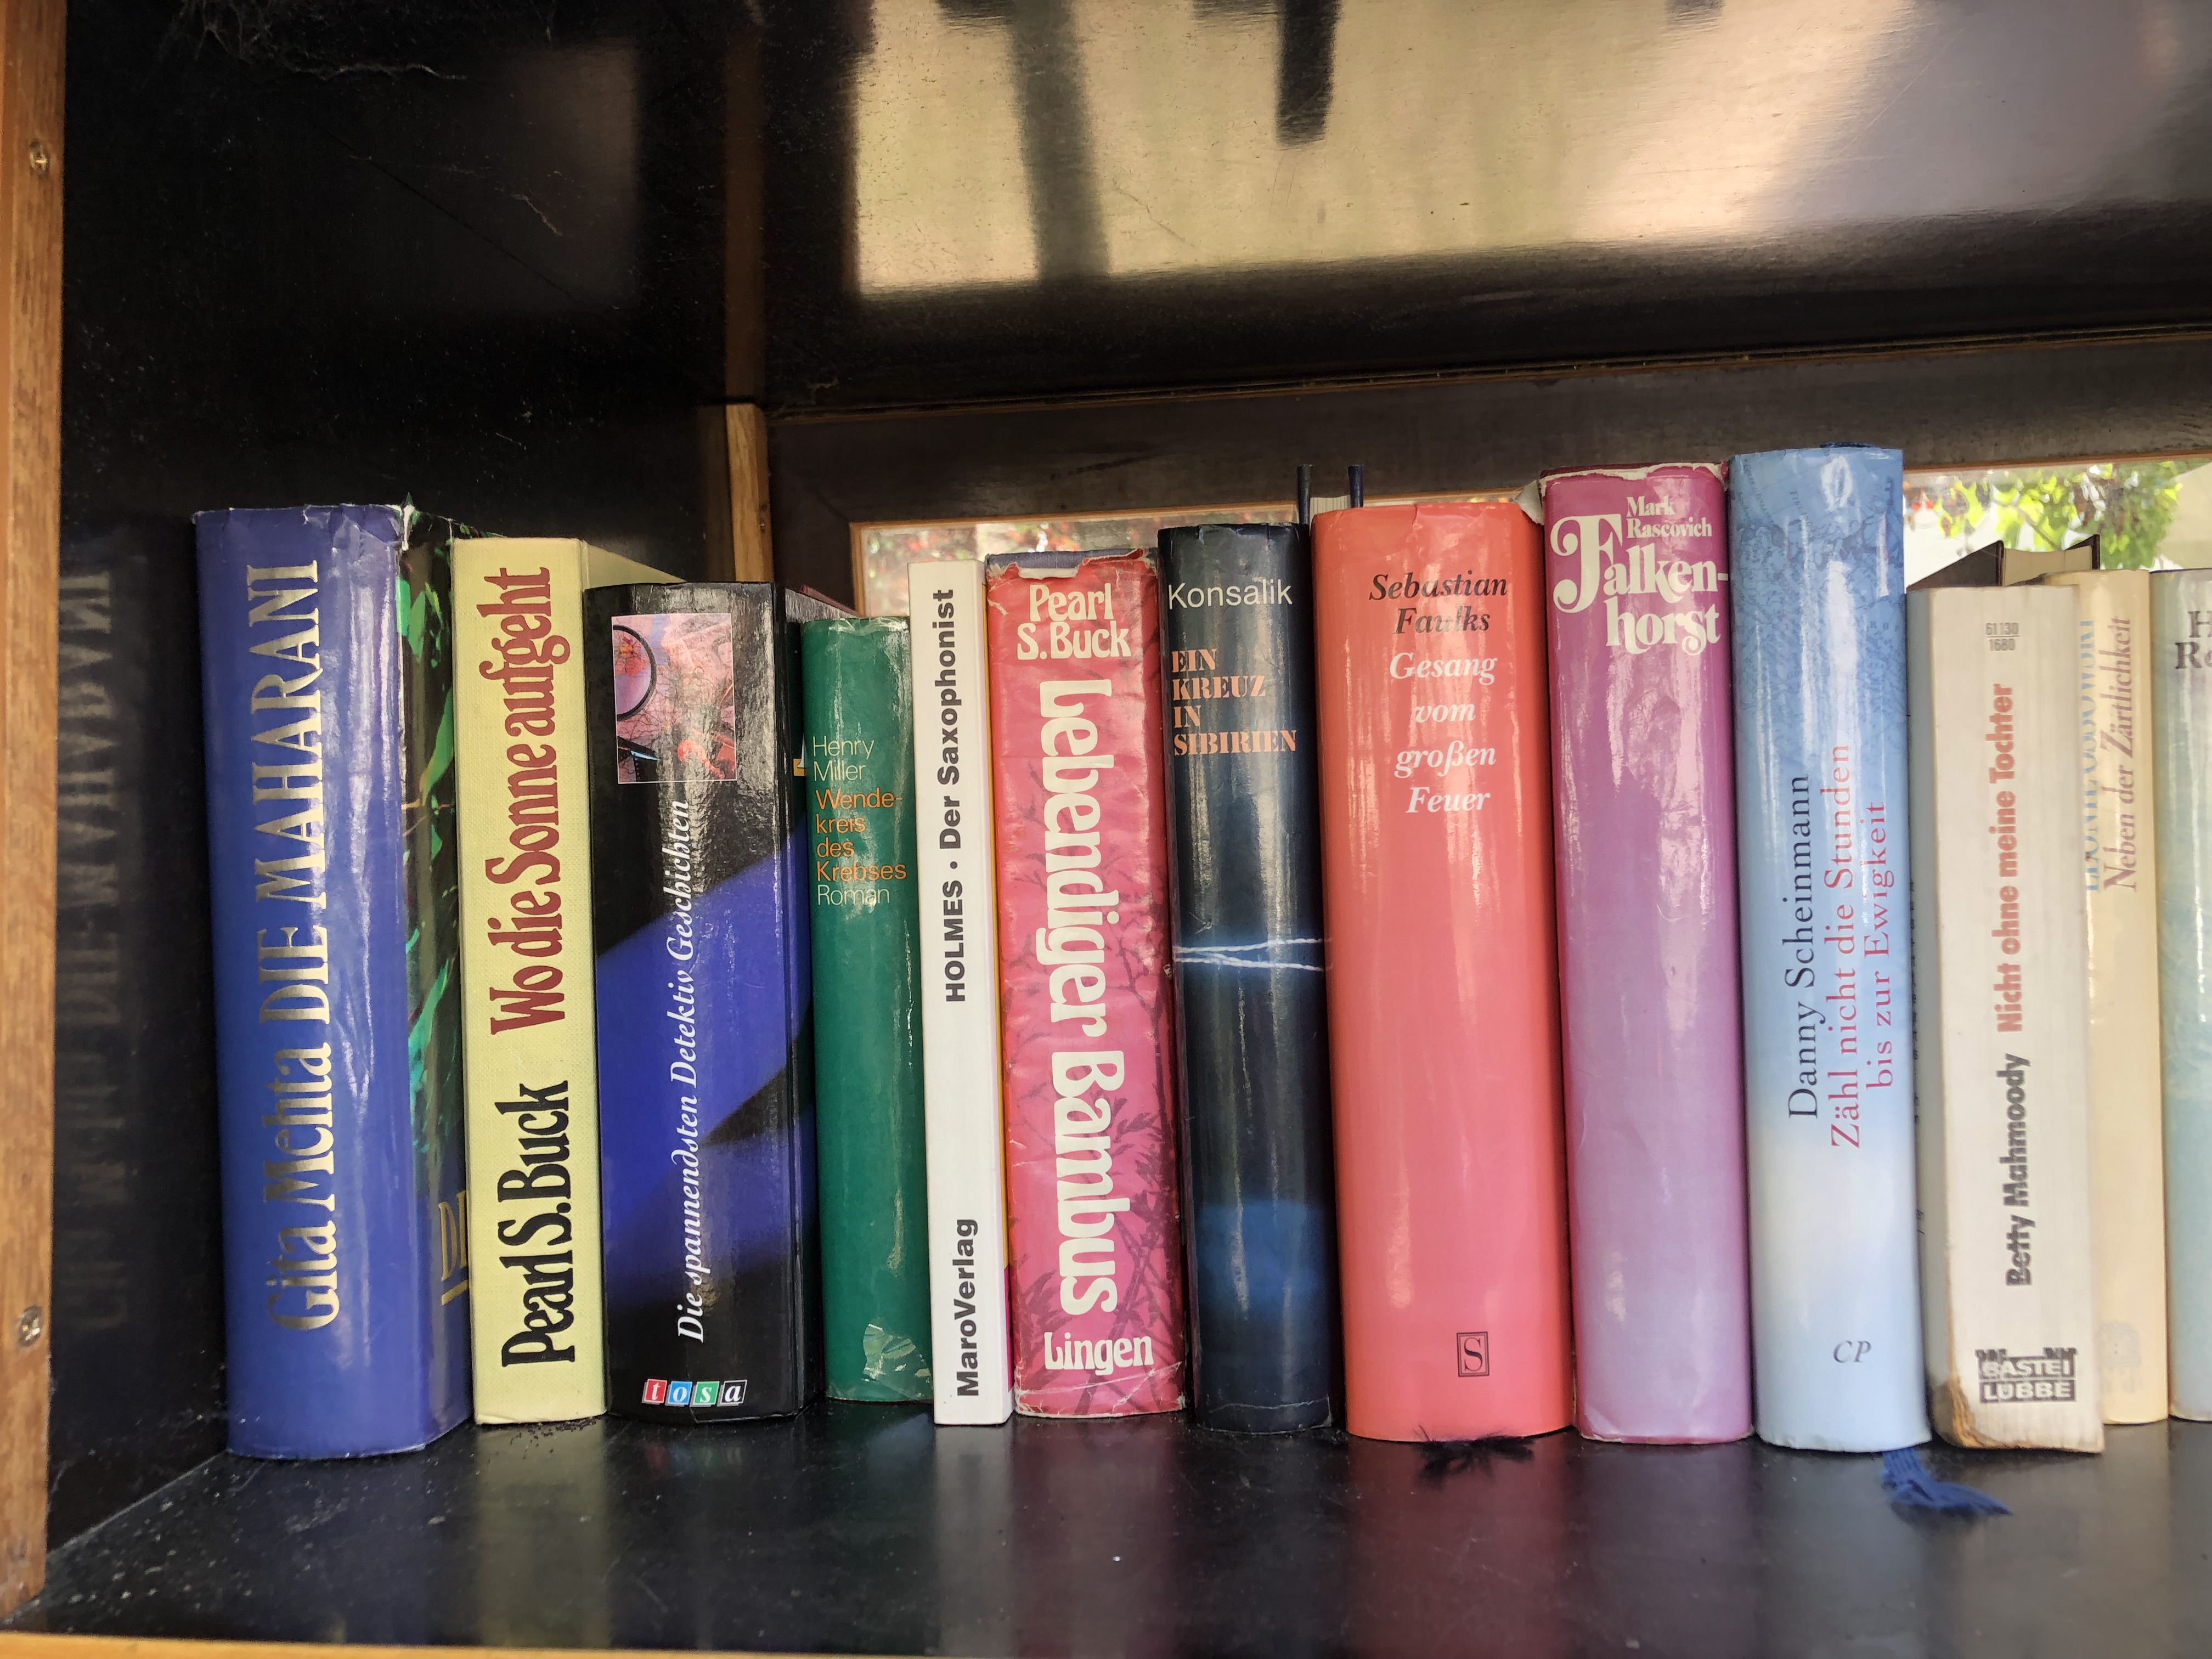 Gita Mehta DIE MAHARANI
Pearl S. Buck Wo die Sonne aufgeht
Die spannendsten Detektiv Geschichten
tosa
Henry
Miller
Wende-
kreis
des
Krebses
Roman
MaroVerlag HOLMES • Der Saxophonist
Pearl
S. Buck
Lebendiger Bambus
Lingen
Konsalik
EIN
KREUZ
IN
SIBIRIEN
Sebastian
Faulks
Gesang
vom
großen
Feuer
S
Mark
Rascovich
Falken-
horst
Danny Scheinmann
Zähl nicht die Stunden
bis zur Ewigkeit
CP
61130
1680
Betty Mahmoody Nicht ohne meine Tochter
BASTEI
LÜBBE
Neben der Zärtlichkeit